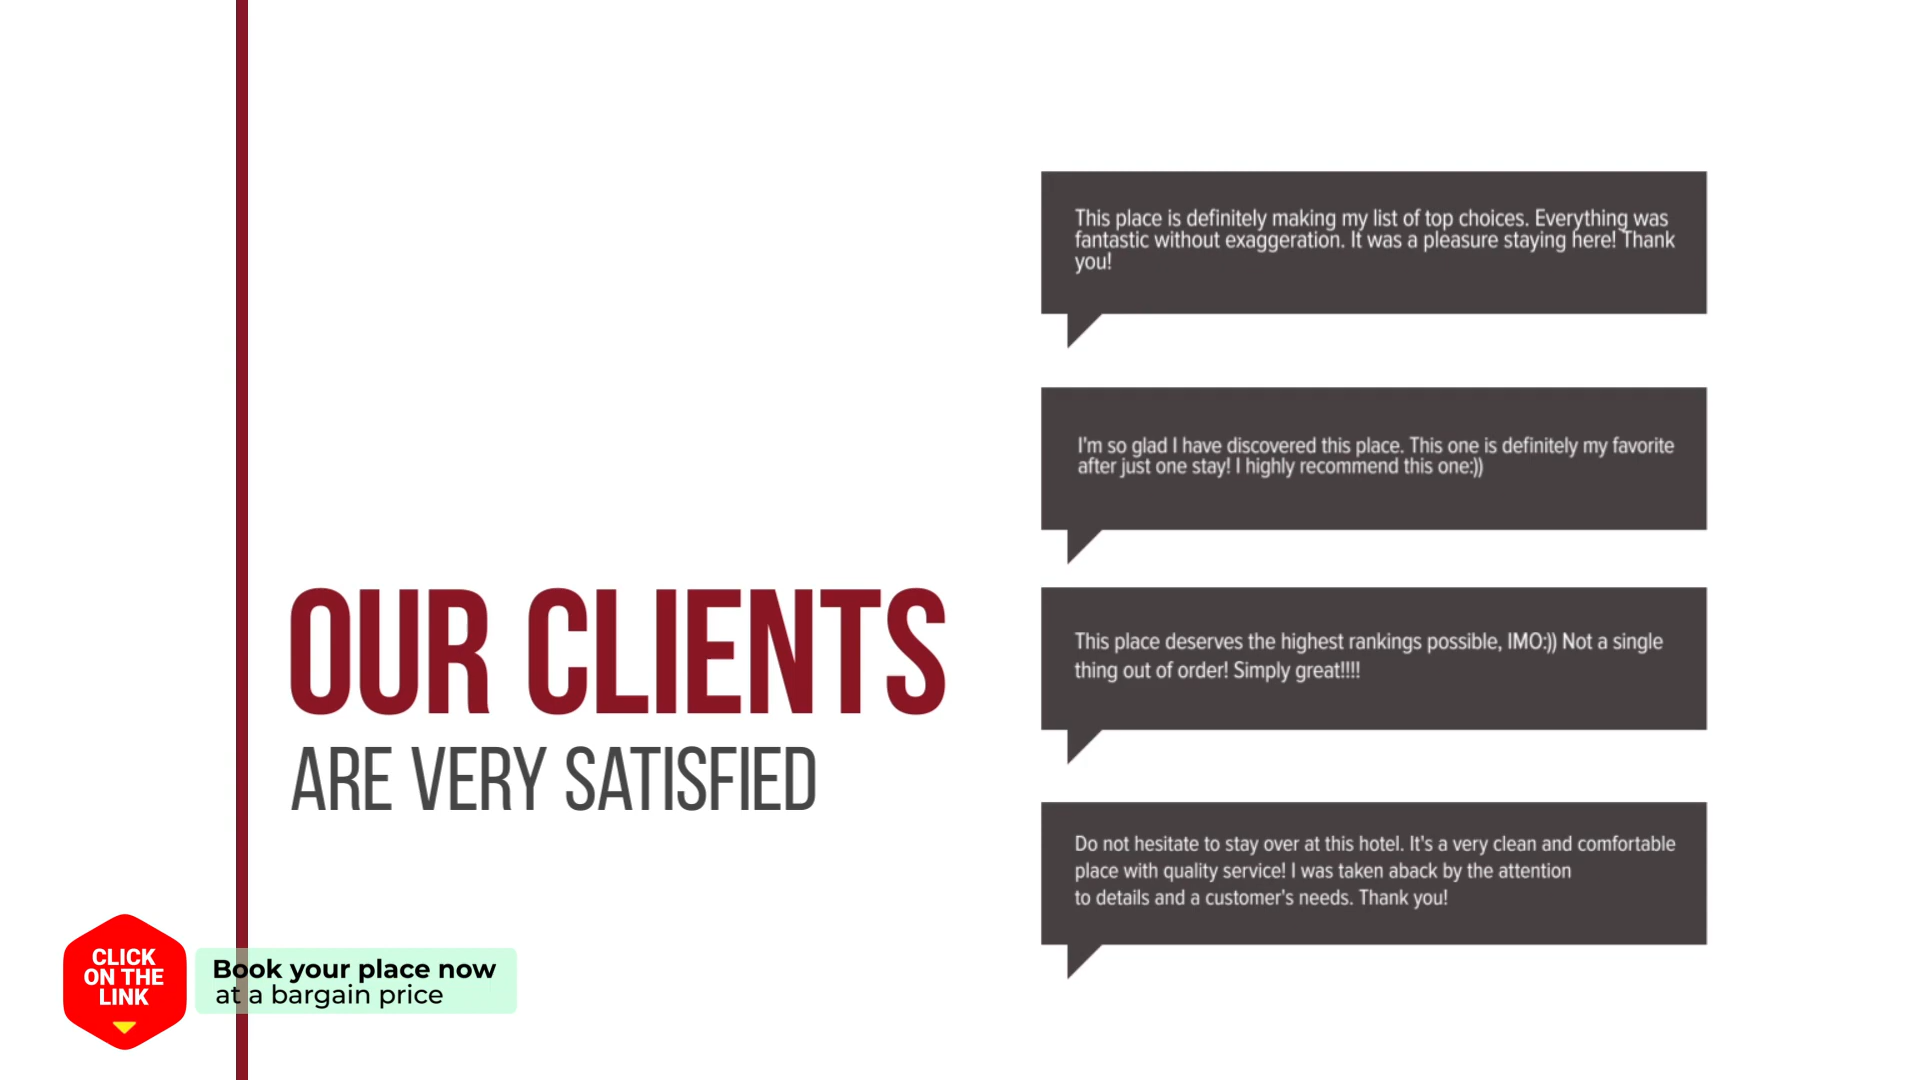 This place is definitely making my list of top choices. Everything was
fantastic without exaggeration. It was a pleasure staying here! Thank
you!
I'm so glad I have discovered this place. This one is definitely my favorite
after just one stay! I highly recommend this one:))
OUR CLIENTS
ARE VERY SATISFIED
This place deserves the highest rankings possible, IMO:)) Not a single
thing out of order! Simply great!!!!
Do not hesitate to stay over at this hotel. It's a very clean and comfortable
place with quality service! I was taken aback by the attention
to details and a customer's needs. Thank you!
CLICK
ON THE
LINK
Book your place now
at a bargain price